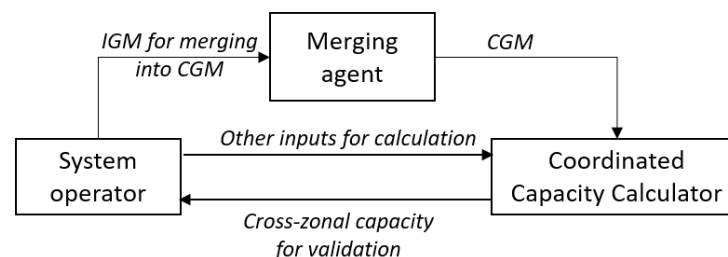 IGM for merging
into CGM
Merging
agent
CGM
System
operator
Other inputs for calculation
Coordinated
Capacity Calculator
Cross-zonal capacity
for validation